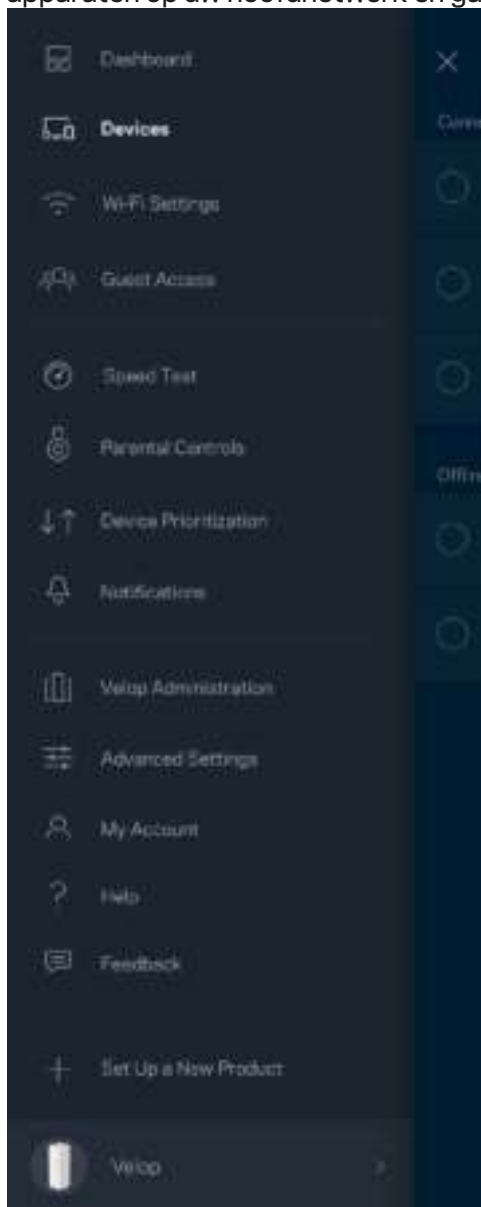 Dashboard
Devices
Wi-Fi Settings
Guest Access
Speed Test
Parental Controls
Device Prioritization
Notifications
Velop Administration
Advanced Settings
My Account
Help
Feedback
Set Up a New Product
Velop